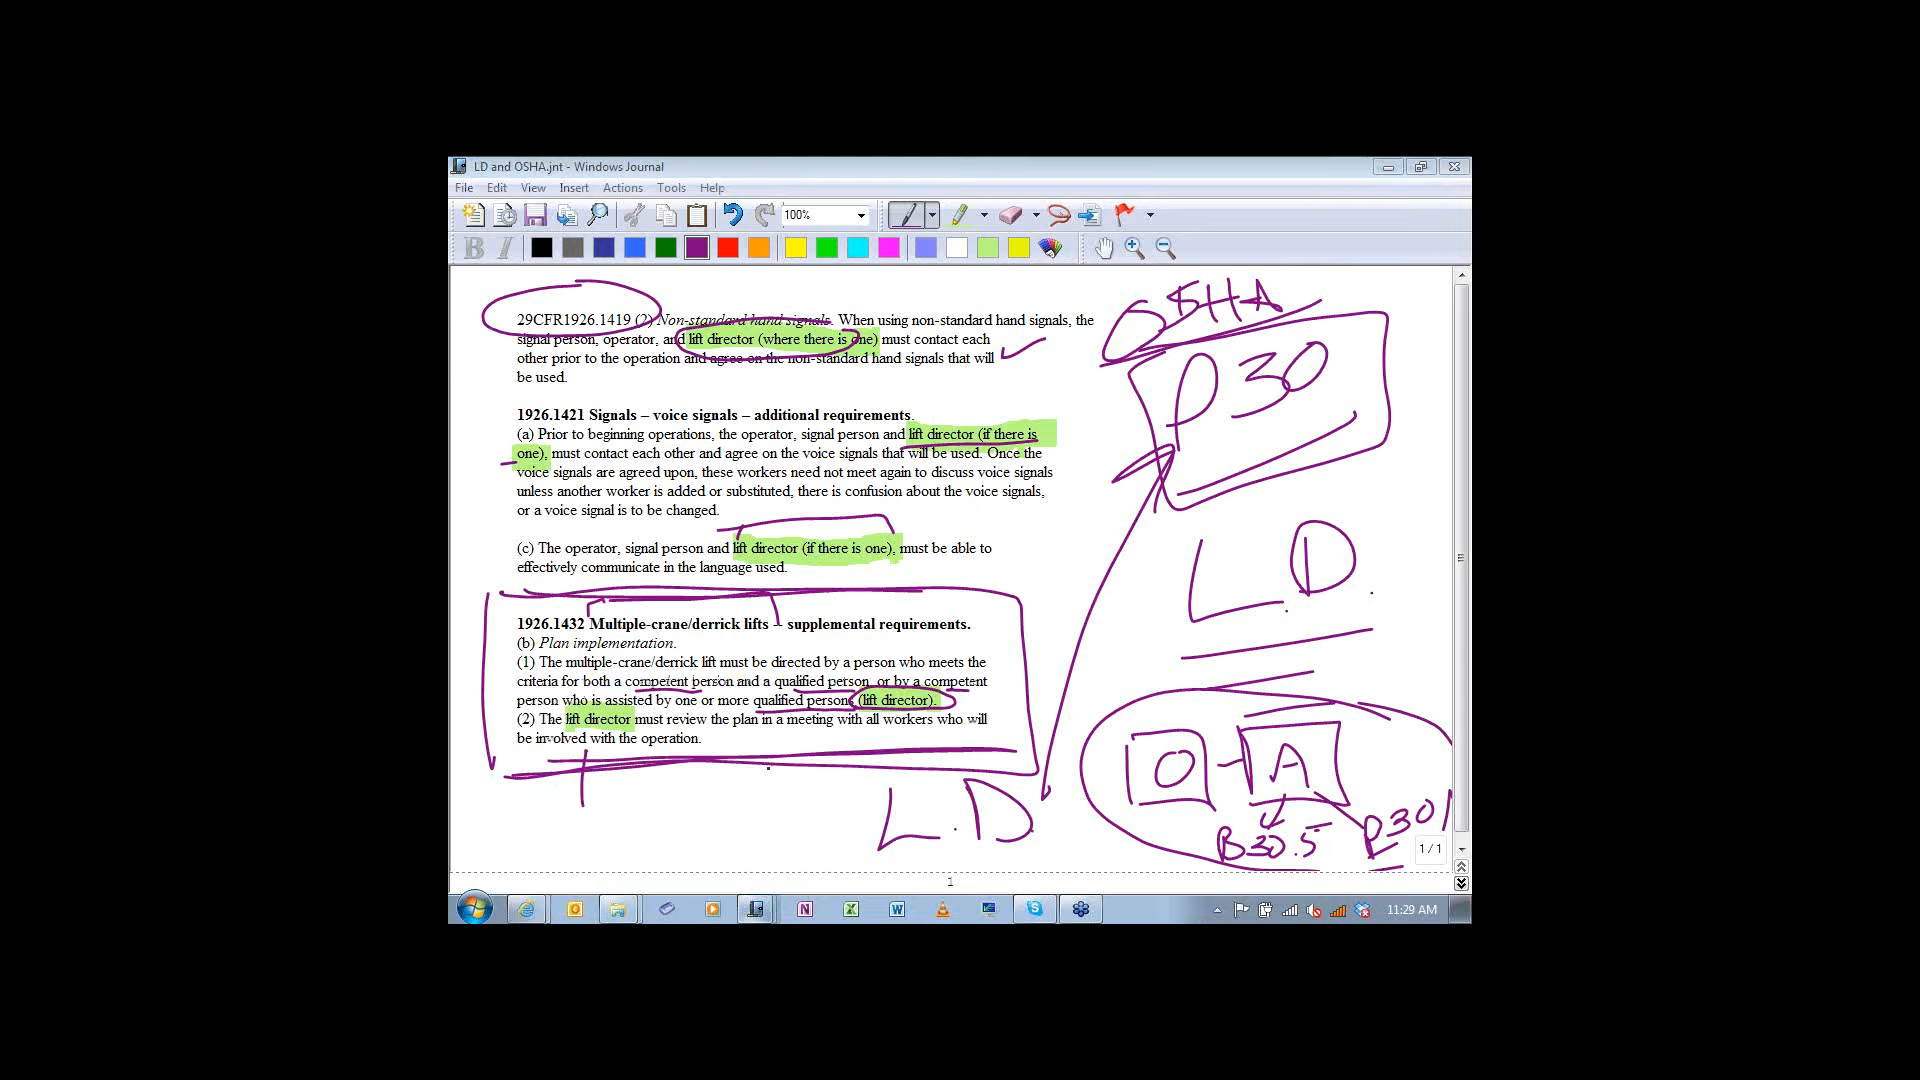 LD and OSHA.jnt - Windows Journal
File Edit View Insert Actions Tools Help
100%
B I
29CFR1926.1419 (2) Non-standard hand signals. When using non-standard hand signals, the
signal person, operator, and lift director (where there is one) must contact each
other prior to the operation and agree on the non-standard hand signals that will
be used.
1926.1421 Signals – voice signals – additional requirements.
(a) Prior to beginning operations, the operator, signal person and lift director (if there is
one), must contact each other and agree on the voice signals that will be used. Once the
voice signals are agreed upon, these workers need not meet again to discuss voice signals
unless another worker is added or substituted, there is confusion about the voice signals,
or a voice signal is to be changed.
(c) The operator, signal person and lift director (if there is one), must be able to
effectively communicate in the language used.
1926.1432 Multiple-crane/derrick lifts – supplemental requirements.
(b) Plan implementation.
(1) The multiple-crane/derrick lift must be directed by a person who meets the
criteria for both a competent person and a qualified person, or by a competent
person who is assisted by one or more qualified persons (lift director).
(2) The lift director must review the plan in a meeting with all workers who will
be involved with the operation.
OSHA
P30
L.D.
O - A
B30.5
P30.1
L.D.
1 / 1
1
11:29 AM